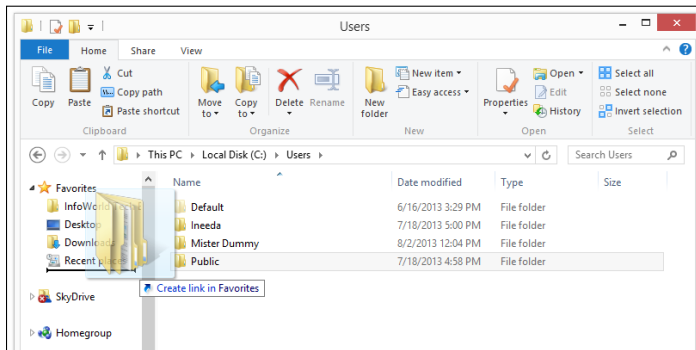 Users
File Home Share View
Copy Paste Cut Copy path Paste shortcut Move to Copy to Delete Rename New folder New item Easy access Properties Open Edit History Select all Select none Invert selection
Clipboard Organize New Open Select
This PC Local Disk (C:) Users Search Users
Favorites Name Date modified Type Size
InfoWorld Default 6/16/2013 3:29 PM File folder
Desktop Ineeda 7/18/2013 5:00 PM File folder
Downloads Mister Dummy 8/2/2013 12:04 PM File folder
Recent places Public 7/18/2013 4:58 PM File folder
Create link in Favorites
SkyDrive
Homegroup